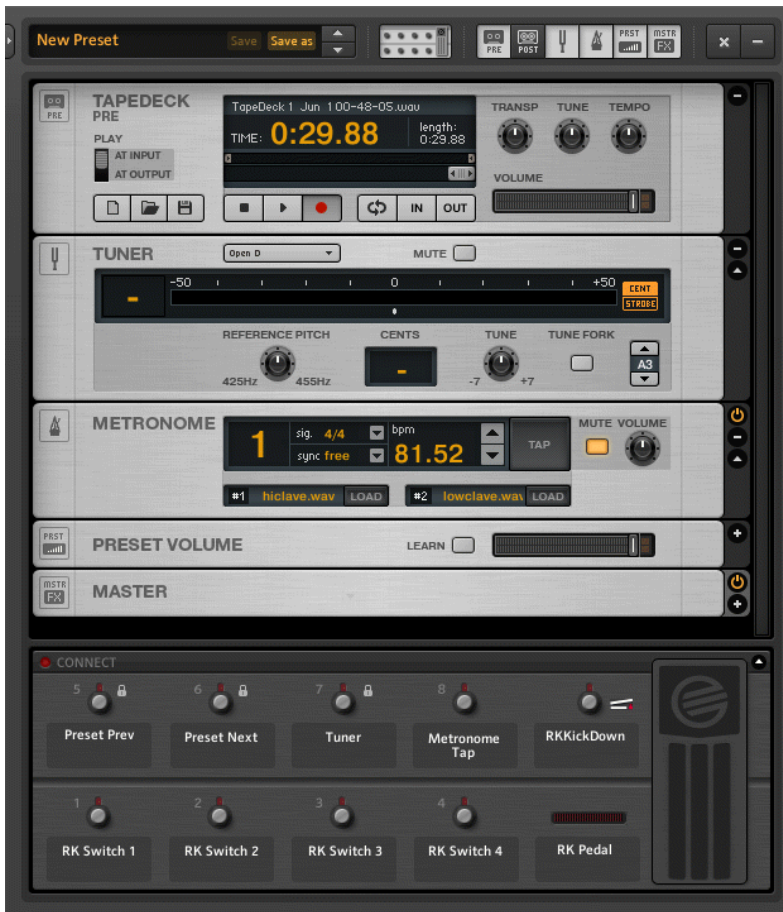 New Preset Save Save as PRE POST PRST MSTR FX
TAPEDECK
PRE
PRE
PLAY
AT INPUT
AT OUTPUT
TapeDeck 1 Jun 1 00-48-05.wav
TIME: 0:29.88 length: 0:29.88
TRANSP TUNE TEMPO
VOLUME
IN OUT
TUNER Open D MUTE
-50 0 +50
- CENT
STROBE
REFERENCE PITCH CENTS TUNE TUNE FORK
425Hz 455Hz - -7 +7 A3
METRONOME
1 sig. 4/4 bpm
sync free 81.52
TAP
MUTE VOLUME
#1 hiclave.wav LOAD #2 lowclave.wav LOAD
PRST PRESET VOLUME LEARN
MSTR FX MASTER
CONNECT
5 6 7 8
Preset Prev Preset Next Tuner Metronome Tap RKKickDown
1 2 3 4
RK Switch 1 RK Switch 2 RK Switch 3 RK Switch 4 RK Pedal